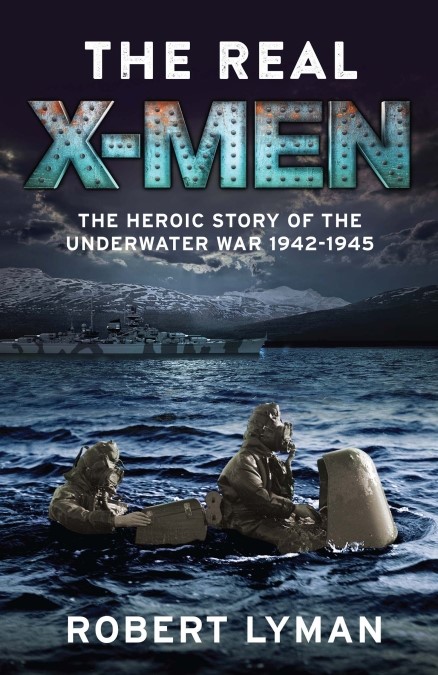 THE REAL
X-MEN
THE HEROIC STORY OF THE
UNDERWATER WAR 1942-1945
ROBERT LYMAN